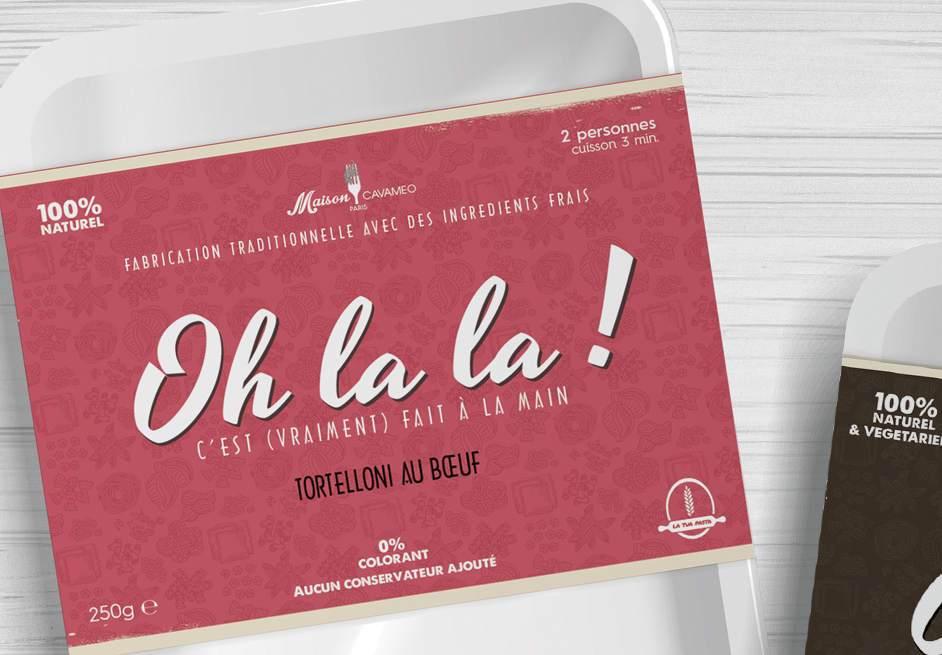 2 personnes
cuisson 3 min.
100%
NATUREL
Maison CAVAMEO
PARIS
FABRICATION TRADITIONNELLE AVEC DES INGREDIENTS FRAIS
Oh la la !
C'EST (VRAIMENT) FAIT À LA MAIN
TORTELLONI AU BŒUF
LA TUA PASTA
0%
COLORANT
AUCUN CONSERVATEUR AJOUTÉ
250g ℮
100%
NATUREL
& VEGETARIEN